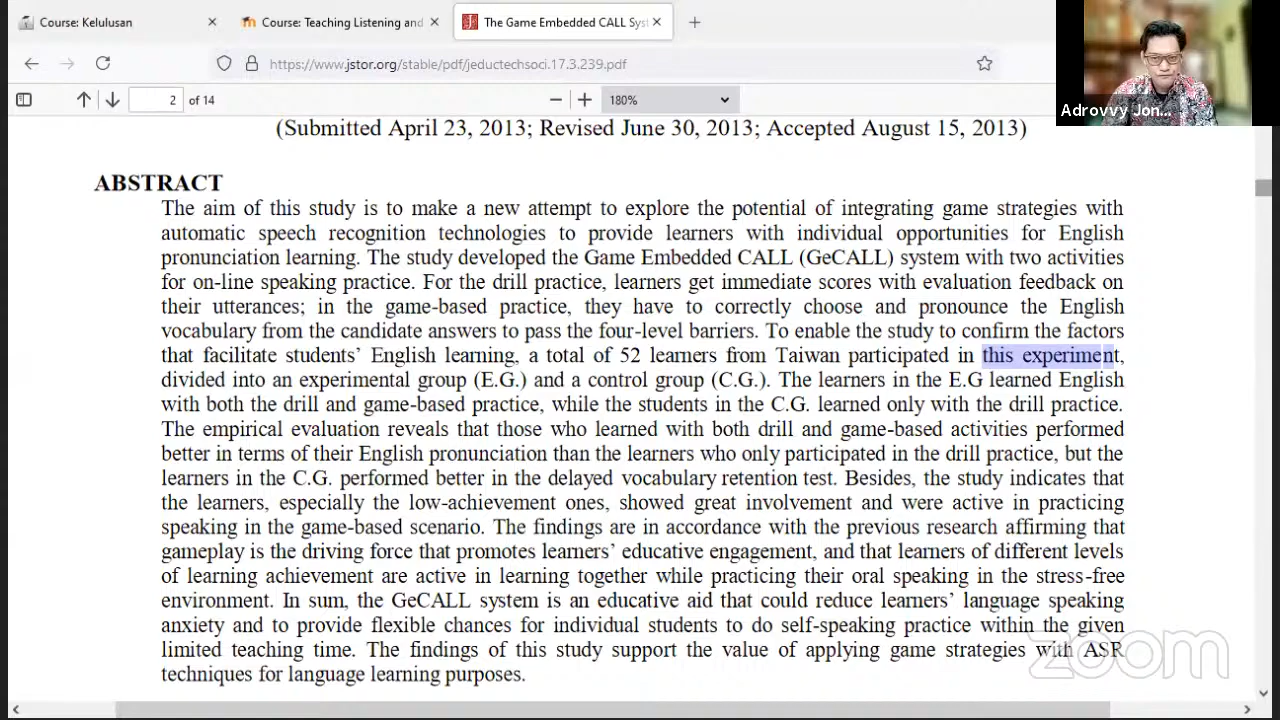 Course: Kelulusan
Course: Teaching Listening and
The Game Embedded CALL Syst
https://www.jstor.org/stable/pdf/jeductechsoci.17.3.239.pdf
2 of 14
180%
Adrovvy Jon...
(Submitted April 23, 2013; Revised June 30, 2013; Accepted August 15, 2013)
ABSTRACT
The aim of this study is to make a new attempt to explore the potential of integrating game strategies with
automatic speech recognition technologies to provide learners with individual opportunities for English
pronunciation learning. The study developed the Game Embedded CALL (GeCALL) system with two activities
for on-line speaking practice. For the drill practice, learners get immediate scores with evaluation feedback on
their utterances; in the game-based practice, they have to correctly choose and pronounce the English
vocabulary from the candidate answers to pass the four-level barriers. To enable the study to confirm the factors
that facilitate students’ English learning, a total of 52 learners from Taiwan participated in this experiment,
divided into an experimental group (E.G.) and a control group (C.G.). The learners in the E.G learned English
with both the drill and game-based practice, while the students in the C.G. learned only with the drill practice.
The empirical evaluation reveals that those who learned with both drill and game-based activities performed
better in terms of their English pronunciation than the learners who only participated in the drill practice, but the
learners in the C.G. performed better in the delayed vocabulary retention test. Besides, the study indicates that
the learners, especially the low-achievement ones, showed great involvement and were active in practicing
speaking in the game-based scenario. The findings are in accordance with the previous research affirming that
gameplay is the driving force that promotes learners’ educative engagement, and that learners of different levels
of learning achievement are active in learning together while practicing their oral speaking in the stress-free
environment. In sum, the GeCALL system is an educative aid that could reduce learners’ language speaking
anxiety and to provide flexible chances for individual students to do self-speaking practice within the given
limited teaching time. The findings of this study support the value of applying game strategies with ASR
techniques for language learning purposes.
zoom